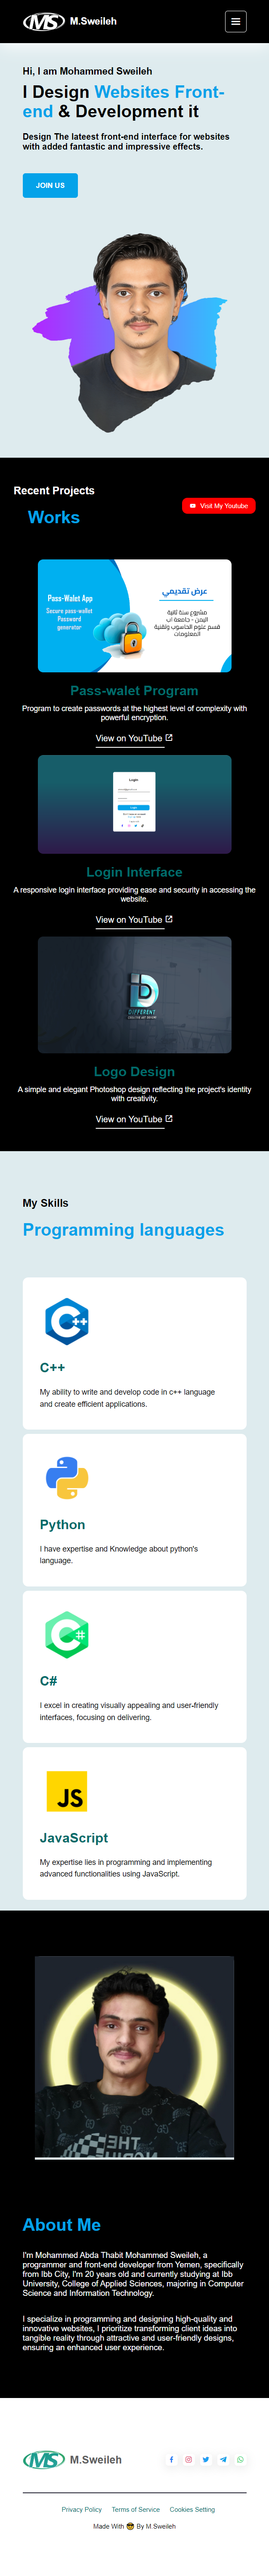 MS M.Sweileh
Hi, I am Mohammed Sweileh
I Design Websites Front-
end & Development it
Design The latest front-end interface for websites
with added fantastic and impressive effects.
JOIN US
Recent Projects
Works
Visit My Youtube
Pass-Walet App
Secure pass-wollet
Passward
generator
عرض تقديمي
مشروع سنة ثانية
اليمن - جامعة اب
قسم علوم الحاسوب وتقنية
المعلومات
Pass-walet Program
Program to create passwords at the highest level of complexity with
powerful encryption.
View on YouTube
Login
Login Interface
A responsive login interface providing ease and security in accessing the
website.
View on YouTube
DIFFERENT
Logo Design
A simple and elegant Photoshop design reflecting the project's identity
with creativity.
View on YouTube
My Skills
Programming languages
C++
C++
My ability to write and develop code in c++ language
and create efficient applications.
Python
I have expertise and Knowledge about python's
language.
C#
C#
I excel in creating visually appealing and user-friendly
interfaces, focusing on delivering.
JS
JavaScript
My expertise lies in programming and implementing
advanced functionalities using JavaScript.
THE
About Me
I'm Mohammed Abda Thabit Mohammed Sweileh, a
programmer and front-end developer from Yemen, specifically
from Ibb City, I'm 20 years old and currently studying at Ibb
University, College of Applied Sciences, majoring in Computer
Science and Information Technology.
I specialize in programming and designing high-quality and
innovative websites, I prioritize transforming client ideas into
tangible reality through attractive and user-friendly designs,
ensuring an enhanced user experience.
MS M.Sweileh
Privacy Policy Terms of Service Cookies Setting
Made With 😎 By M.Sweileh